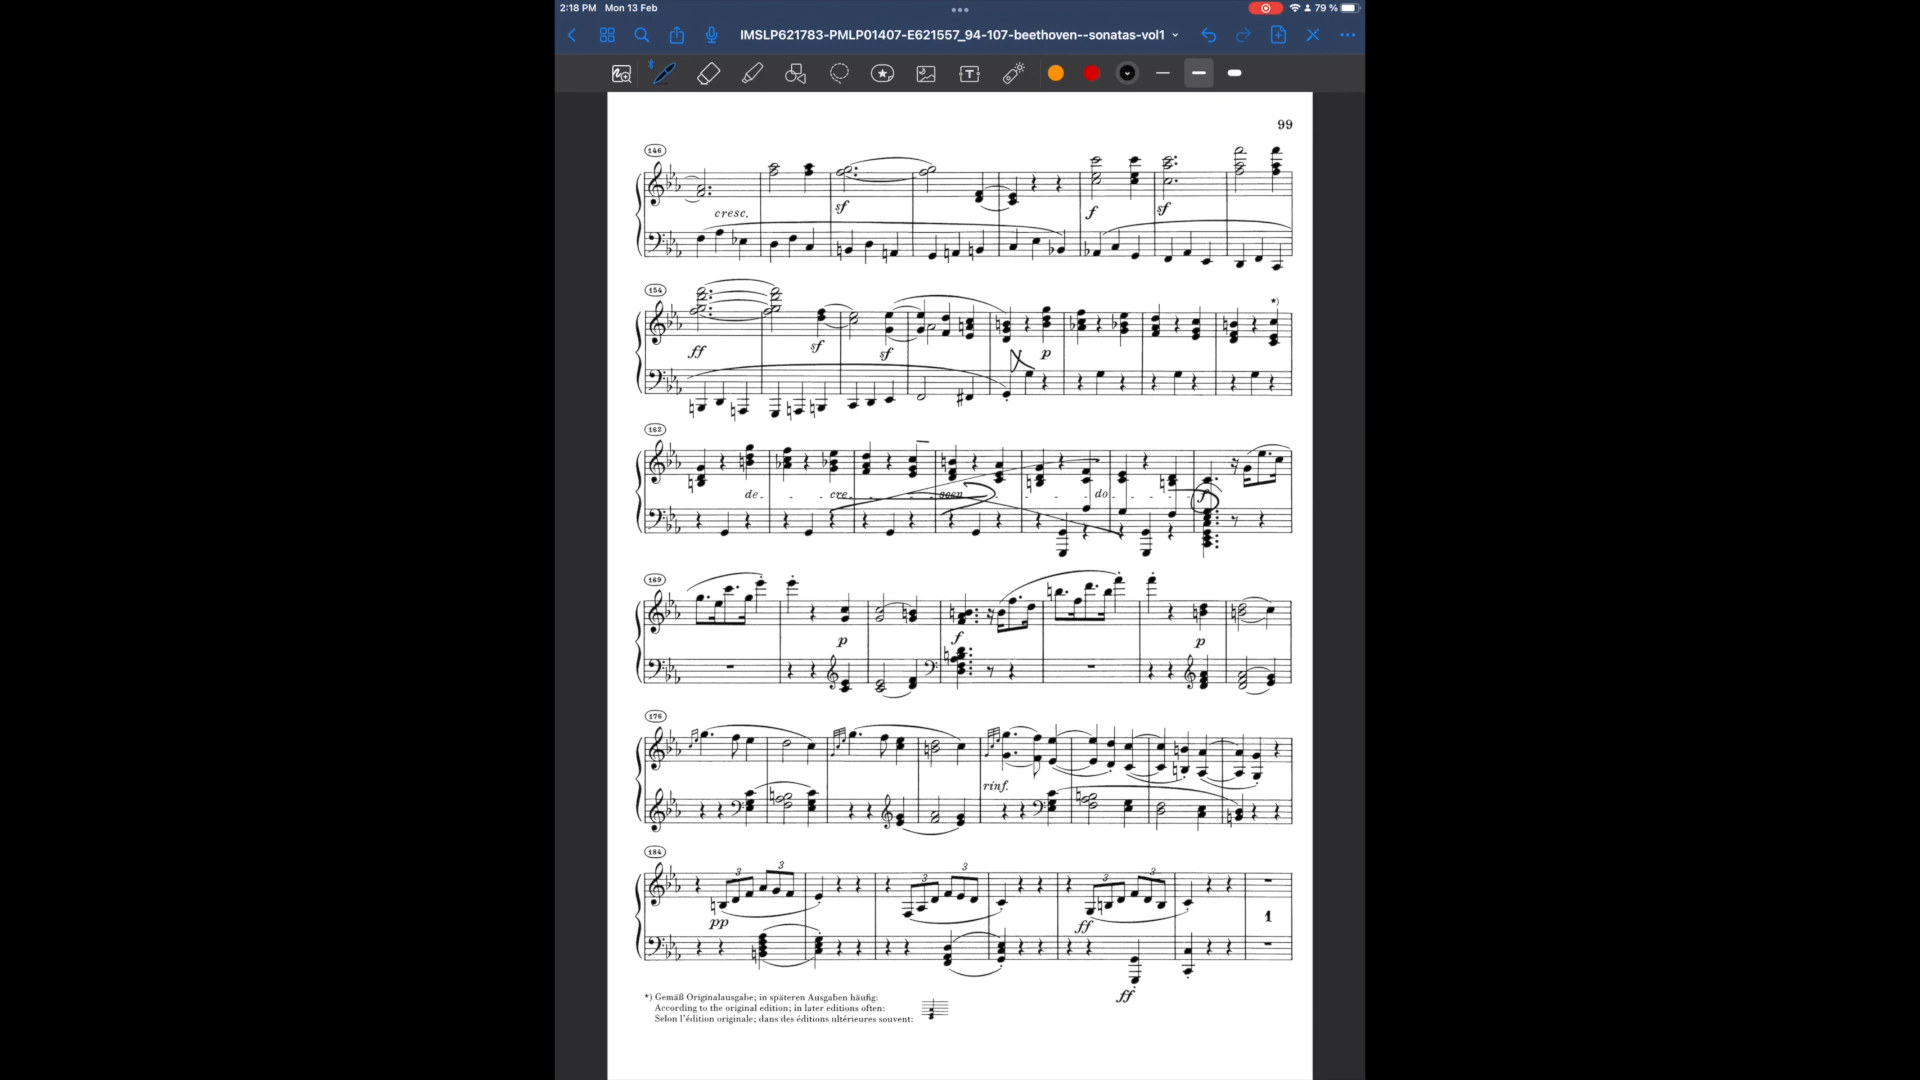 2:18 PM Mon 13 Feb
79 %
IMSLP621783-PMLP01407-E621557_94-107-beethoven--sonatas-vol1
99
146
cresc. sf f sf
154
*)
ff sf sf p
162
de - cre - scen - do f
169
p f p
176
rinf.
184
3 3 3 3 3 3
pp ff 1
ff
*) Gemäß Originalausgabe; in späteren Ausgaben häufig:
According to the original edition; in later editions often:
Selon l'édition originale; dans des éditions ultérieures souvent: